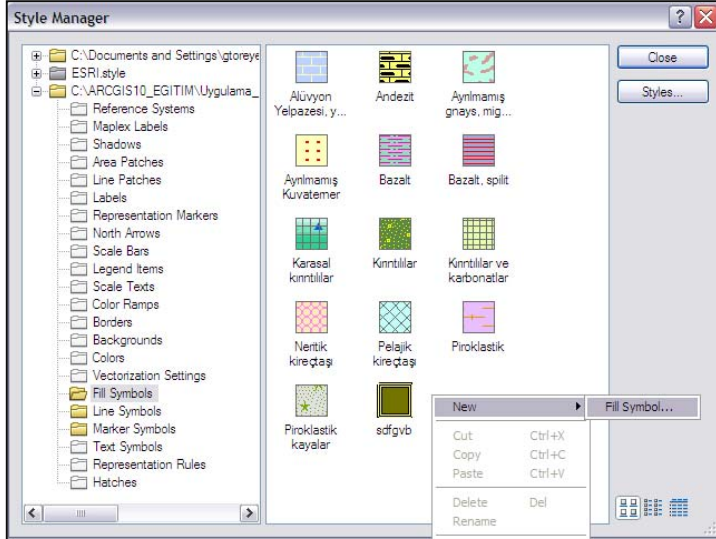 Style Manager
C:\Documents and Settings\gtoreye
ESRI.style
C:\ARCGIS10_EGITIM\Uygulama_
Reference Systems
Maplex Labels
Shadows
Area Patches
Line Patches
Labels
Representation Markers
North Arrows
Scale Bars
Legend Items
Scale Texts
Color Ramps
Borders
Backgrounds
Colors
Vectorization Settings
Fill Symbols
Line Symbols
Marker Symbols
Text Symbols
Representation Rules
Hatches
Alüvyon
Yelpazesi, y...
Andezit
Ayrılmamış
gnays, mig...
Ayrılmamış
Kuvaterner
Bazalt
Bazalt, spilit
Karasal
kırıntılılar
Kırıntılılar
Kırıntılılar ve
karbonatlar
Neritik
kireçtaşı
Pelajik
kireçtaşı
Piroklastik
Piroklastik
kayalar
sdfgvb
New
Fill Symbol...
Cut Ctrl+X
Copy Ctrl+C
Paste Ctrl+V
Delete Del
Rename
Close
Styles...